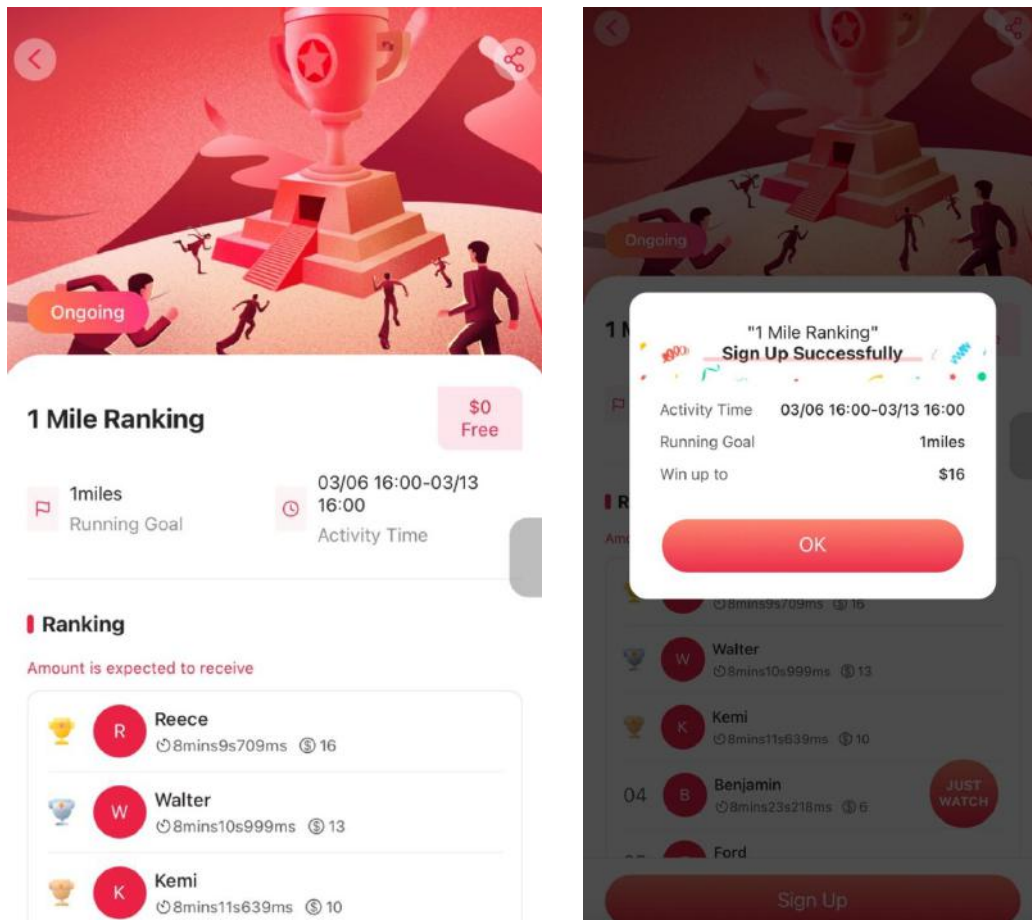 Ongoing
1 Mile Ranking
$0
Free
1miles
Running Goal
03/06 16:00-03/13
16:00
Activity Time
Ranking
Amount is expected to receive
R
Reece
8mins9s709ms $ 16
W
Walter
8mins10s999ms $ 13
K
Kemi
8mins11s639ms $ 10
Ongoing
"1 Mile Ranking"
Sign Up Successfully
Activity Time 03/06 16:00-03/13 16:00
Running Goal 1miles
Win up to $16
OK
8mins9s709ms $ 16
W
Walter
8mins10s999ms $ 13
K
Kemi
8mins11s639ms $ 10
04
B
Benjamin
8mins23s218ms $ 6
JUST
WATCH
Ford
Sign Up